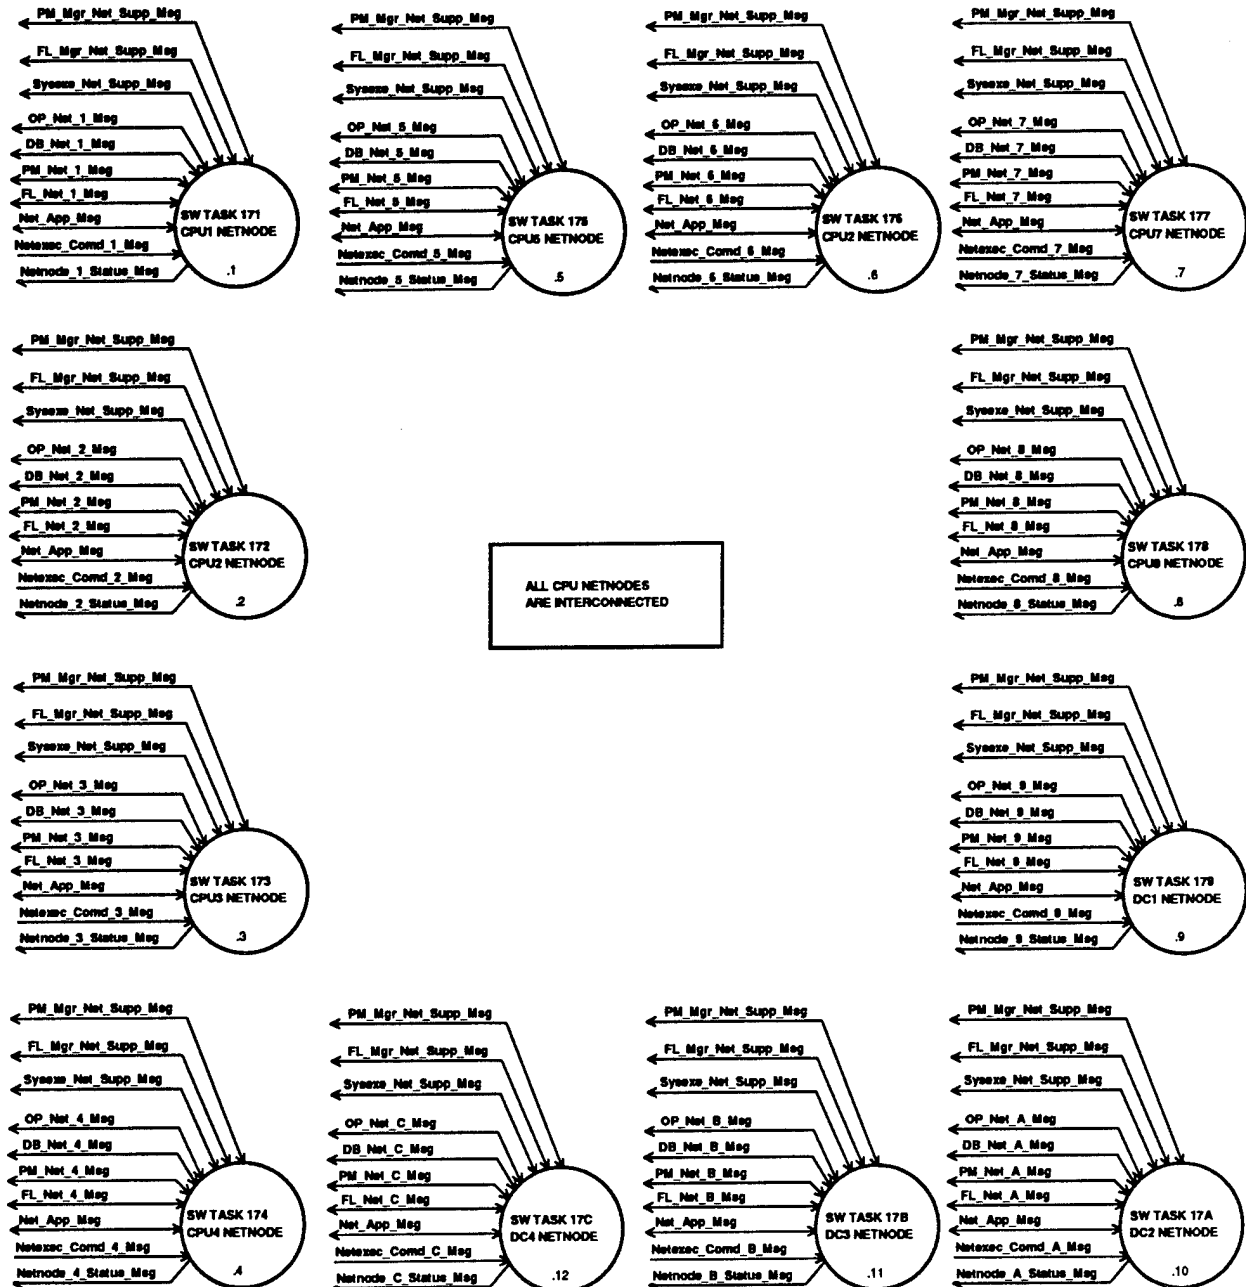 PM_Mgr_Net_Supp_Msg
FL_Mgr_Net_Supp_Msg
Sysexe_Net_Supp_Msg
OP_Net_1_Msg
DB_Net_1_Msg
PM_Net_1_Msg
FL_Net_1_Msg
Net_App_Msg
Netexec_Comd_1_Msg
Netnode_1_Status_Msg
SW TASK 171
CPU1 NETNODE
.1
PM_Mgr_Net_Supp_Msg
FL_Mgr_Net_Supp_Msg
Sysexe_Net_Supp_Msg
OP_Net_5_Msg
DB_Net_5_Msg
PM_Net_5_Msg
FL_Net_5_Msg
Net_App_Msg
Netexec_Comd_5_Msg
Netnode_5_Status_Msg
SW TASK 175
CPU5 NETNODE
.5
PM_Mgr_Net_Supp_Msg
FL_Mgr_Net_Supp_Msg
Sysexe_Net_Supp_Msg
OP_Net_6_Msg
DB_Net_6_Msg
PM_Net_6_Msg
FL_Net_6_Msg
Net_App_Msg
Netexec_Comd_6_Msg
Netnode_6_Status_Msg
SW TASK 176
CPU2 NETNODE
.6
PM_Mgr_Net_Supp_Msg
FL_Mgr_Net_Supp_Msg
Sysexe_Net_Supp_Msg
OP_Net_7_Msg
DB_Net_7_Msg
PM_Net_7_Msg
FL_Net_7_Msg
Net_App_Msg
Netexec_Comd_7_Msg
Netnode_7_Status_Msg
SW TASK 177
CPU7 NETNODE
.7
PM_Mgr_Net_Supp_Msg
FL_Mgr_Net_Supp_Msg
Sysexe_Net_Supp_Msg
OP_Net_2_Msg
DB_Net_2_Msg
PM_Net_2_Msg
FL_Net_2_Msg
Net_App_Msg
Netexec_Comd_2_Msg
Netnode_2_Status_Msg
SW TASK 172
CPU2 NETNODE
.2
ALL CPU NETNODES
ARE INTERCONNECTED
PM_Mgr_Net_Supp_Msg
FL_Mgr_Net_Supp_Msg
Sysexe_Net_Supp_Msg
OP_Net_8_Msg
DB_Net_8_Msg
PM_Net_8_Msg
FL_Net_8_Msg
Net_App_Msg
Netexec_Comd_8_Msg
Netnode_8_Status_Msg
SW TASK 178
CPU8 NETNODE
.8
PM_Mgr_Net_Supp_Msg
FL_Mgr_Net_Supp_Msg
Sysexe_Net_Supp_Msg
OP_Net_3_Msg
DB_Net_3_Msg
PM_Net_3_Msg
FL_Net_3_Msg
Net_App_Msg
Netexec_Comd_3_Msg
Netnode_3_Status_Msg
SW TASK 173
CPU3 NETNODE
.3
PM_Mgr_Net_Supp_Msg
FL_Mgr_Net_Supp_Msg
Sysexe_Net_Supp_Msg
OP_Net_9_Msg
DB_Net_9_Msg
PM_Net_9_Msg
FL_Net_9_Msg
Net_App_Msg
Netexec_Comd_9_Msg
Netnode_9_Status_Msg
SW TASK 179
DC1 NETNODE
.9
PM_Mgr_Net_Supp_Msg
FL_Mgr_Net_Supp_Msg
Sysexe_Net_Supp_Msg
OP_Net_4_Msg
DB_Net_4_Msg
PM_Net_4_Msg
FL_Net_4_Msg
Net_App_Msg
Netexec_Comd_4_Msg
Netnode_4_Status_Msg
SW TASK 174
CPU4 NETNODE
.4
PM_Mgr_Net_Supp_Msg
FL_Mgr_Net_Supp_Msg
Sysexe_Net_Supp_Msg
OP_Net_C_Msg
DB_Net_C_Msg
PM_Net_C_Msg
FL_Net_C_Msg
Net_App_Msg
Netexec_Comd_C_Msg
Netnode_C_Status_Msg
SW TASK 17C
DC4 NETNODE
.12
PM_Mgr_Net_Supp_Msg
FL_Mgr_Net_Supp_Msg
Sysexe_Net_Supp_Msg
OP_Net_B_Msg
DB_Net_B_Msg
PM_Net_B_Msg
FL_Net_B_Msg
Net_App_Msg
Netexec_Comd_B_Msg
Netnode_B_Status_Msg
SW TASK 17B
DC3 NETNODE
.11
PM_Mgr_Net_Supp_Msg
FL_Mgr_Net_Supp_Msg
Sysexe_Net_Supp_Msg
OP_Net_A_Msg
DB_Net_A_Msg
PM_Net_A_Msg
FL_Net_A_Msg
Net_App_Msg
Netexec_Comd_A_Msg
Netnode_A_Status_Msg
SW TASK 17A
DC2 NETNODE
.10